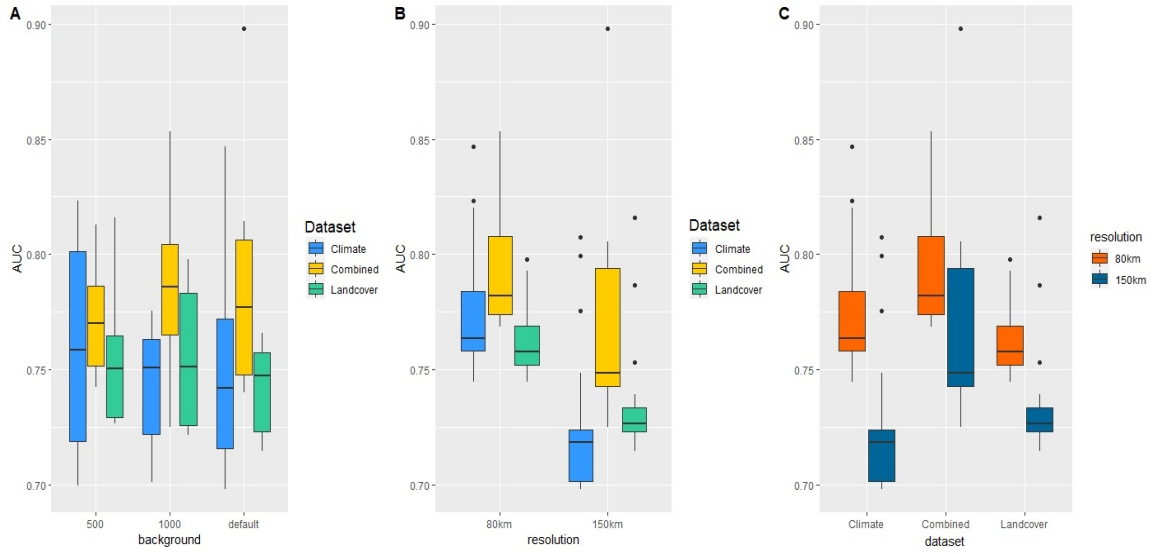 A
AUC
0.90
0.85
0.80
0.75
0.70
500 1000 default
background
Dataset
Climate
Combined
Landcover
B
AUC
0.90
0.85
0.80
0.75
0.70
80km 150km
resolution
Dataset
Climate
Combined
Landcover
C
AUC
0.90
0.85
0.80
0.75
0.70
Climate Combined Landcover
dataset
resolution
80km
150km